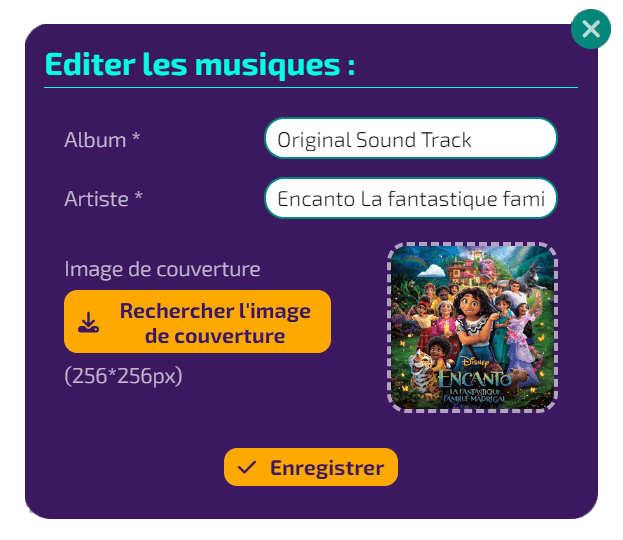 Editer les musiques :
Album *
Original Sound Track
Artiste *
Encanto La fantastique fami
Image de couverture
Rechercher l'image
de couverture
(256*256px)
Disney
ENCANTO
LA FANTASTIQUE
FAMILLE MADRIGAL
Enregistrer